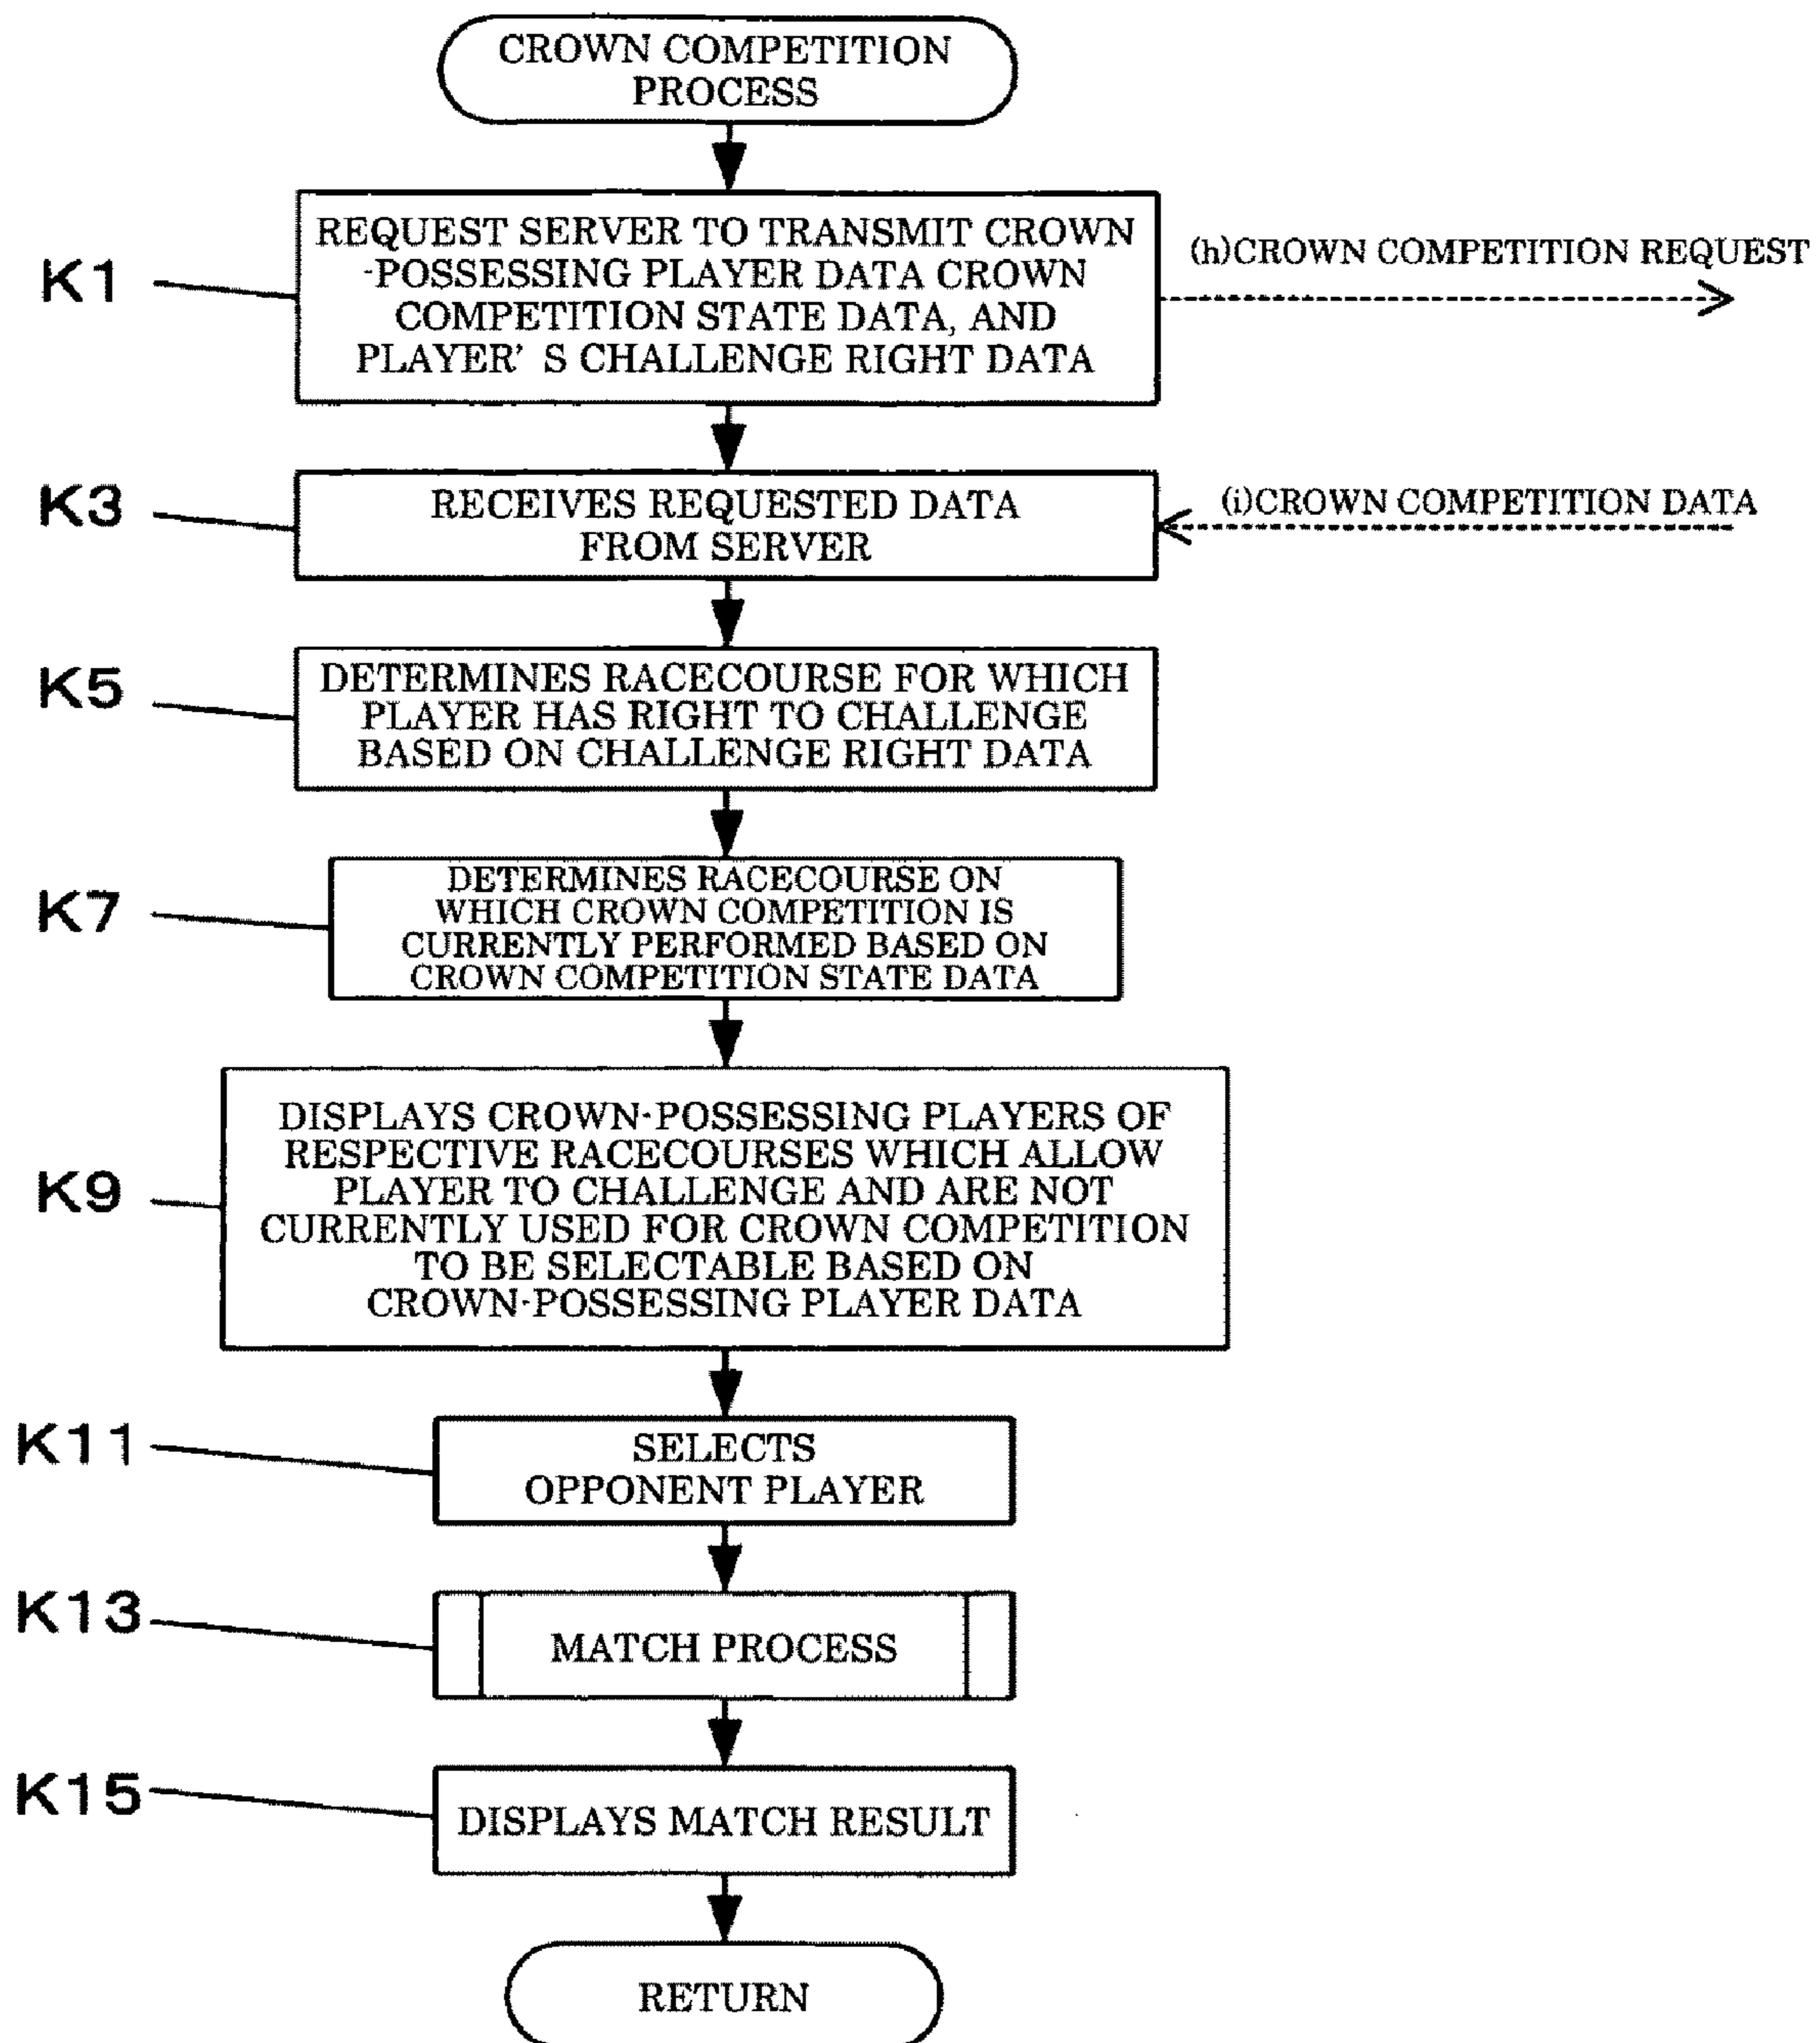 CROWN COMPETITION
PROCESS
K1
REQUEST SERVER TO TRANSMIT CROWN
-POSSESSING PLAYER DATA CROWN
COMPETITION STATE DATA, AND
PLAYER' S CHALLENGE RIGHT DATA
(h)CROWN COMPETITION REQUEST
K3
RECEIVES REQUESTED DATA
FROM SERVER
(i)CROWN COMPETITION DATA
K5
DETERMINES RACECOURSE FOR WHICH
PLAYER HAS RIGHT TO CHALLENGE
BASED ON CHALLENGE RIGHT DATA
K7
DETERMINES RACECOURSE ON
WHICH CROWN COMPETITION IS
CURRENTLY PERFORMED BASED ON
CROWN COMPETITION STATE DATA
K9
DISPLAYS CROWN-POSSESSING PLAYERS OF
RESPECTIVE RACECOURSES WHICH ALLOW
PLAYER TO CHALLENGE AND ARE NOT
CURRENTLY USED FOR CROWN COMPETITION
TO BE SELECTABLE BASED ON
CROWN-POSSESSING PLAYER DATA
K11
SELECTS
OPPONENT PLAYER
K13
MATCH PROCESS
K15
DISPLAYS MATCH RESULT
RETURN